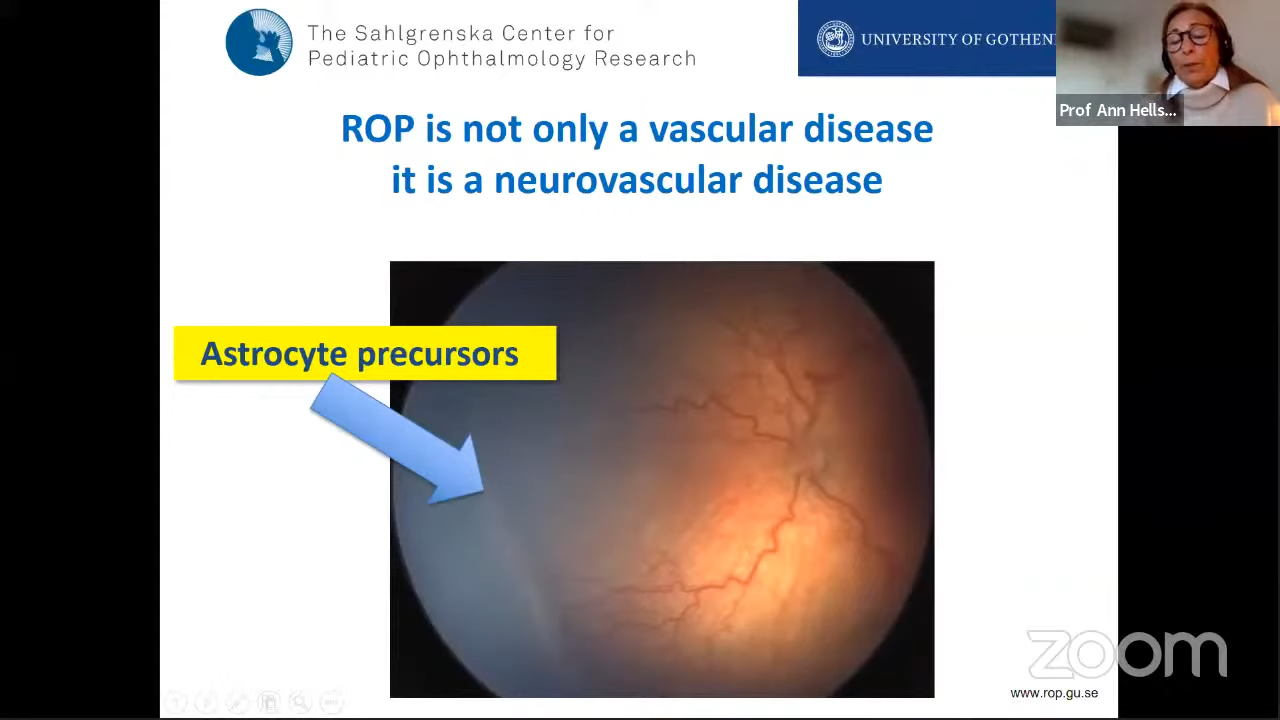 The Sahlgrenska Center for
Pediatric Ophthalmology Research
UNIVERSITY OF GOTHEN
Prof Ann Hells...
ROP is not only a vascular disease
it is a neurovascular disease
Astrocyte precursors
zoom
www.rop.gu.se